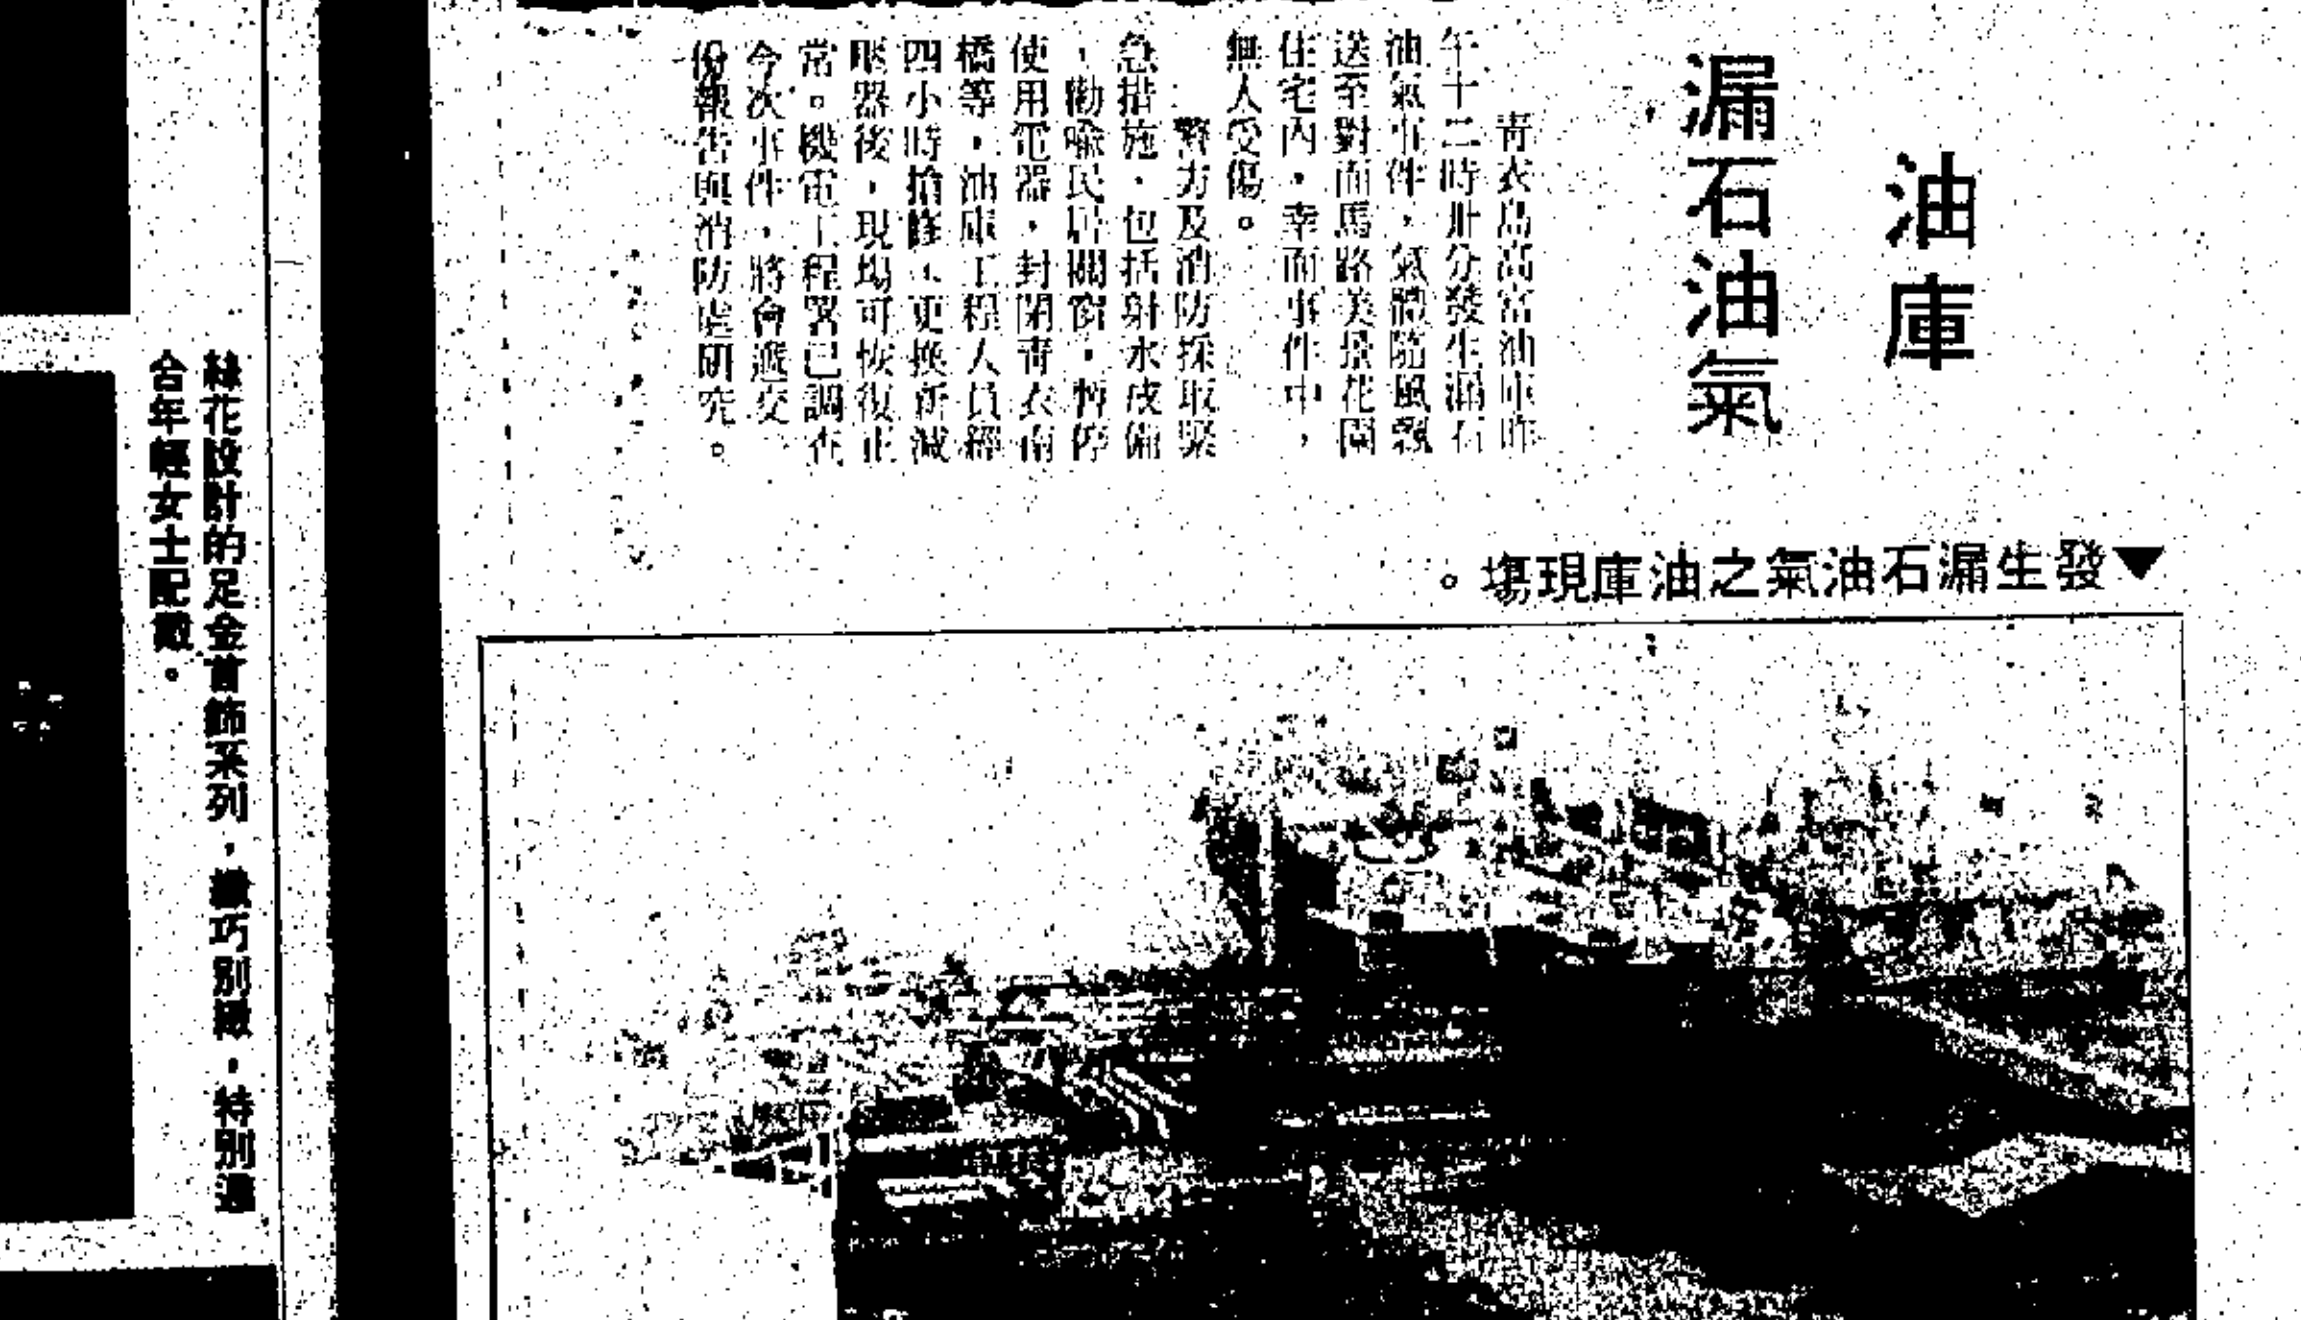 油庫
漏石油氣
青衣島高富油庫昨
午十二時卅分發生漏石
油氣事件，氣體隨風飄
送至對面馬路美景花園
住宅內，幸而事件中，
無人受傷。
警方及消防採取緊
急措施，包括射水戒備
，勸喩民居關窗，暫停
使用電器，封閉青衣南
橋等，油庫工程人員經
四小時搶修，更換新減
壓器後，現場可恢復正
常。機電工程署已調查
今次事件，將會遞交一
份報告與消防處研究。
▼發生漏石油氣之油庫現場。
絲花設計的足金首飾系列，纖巧別緻，特別適
合年輕女士配戴。